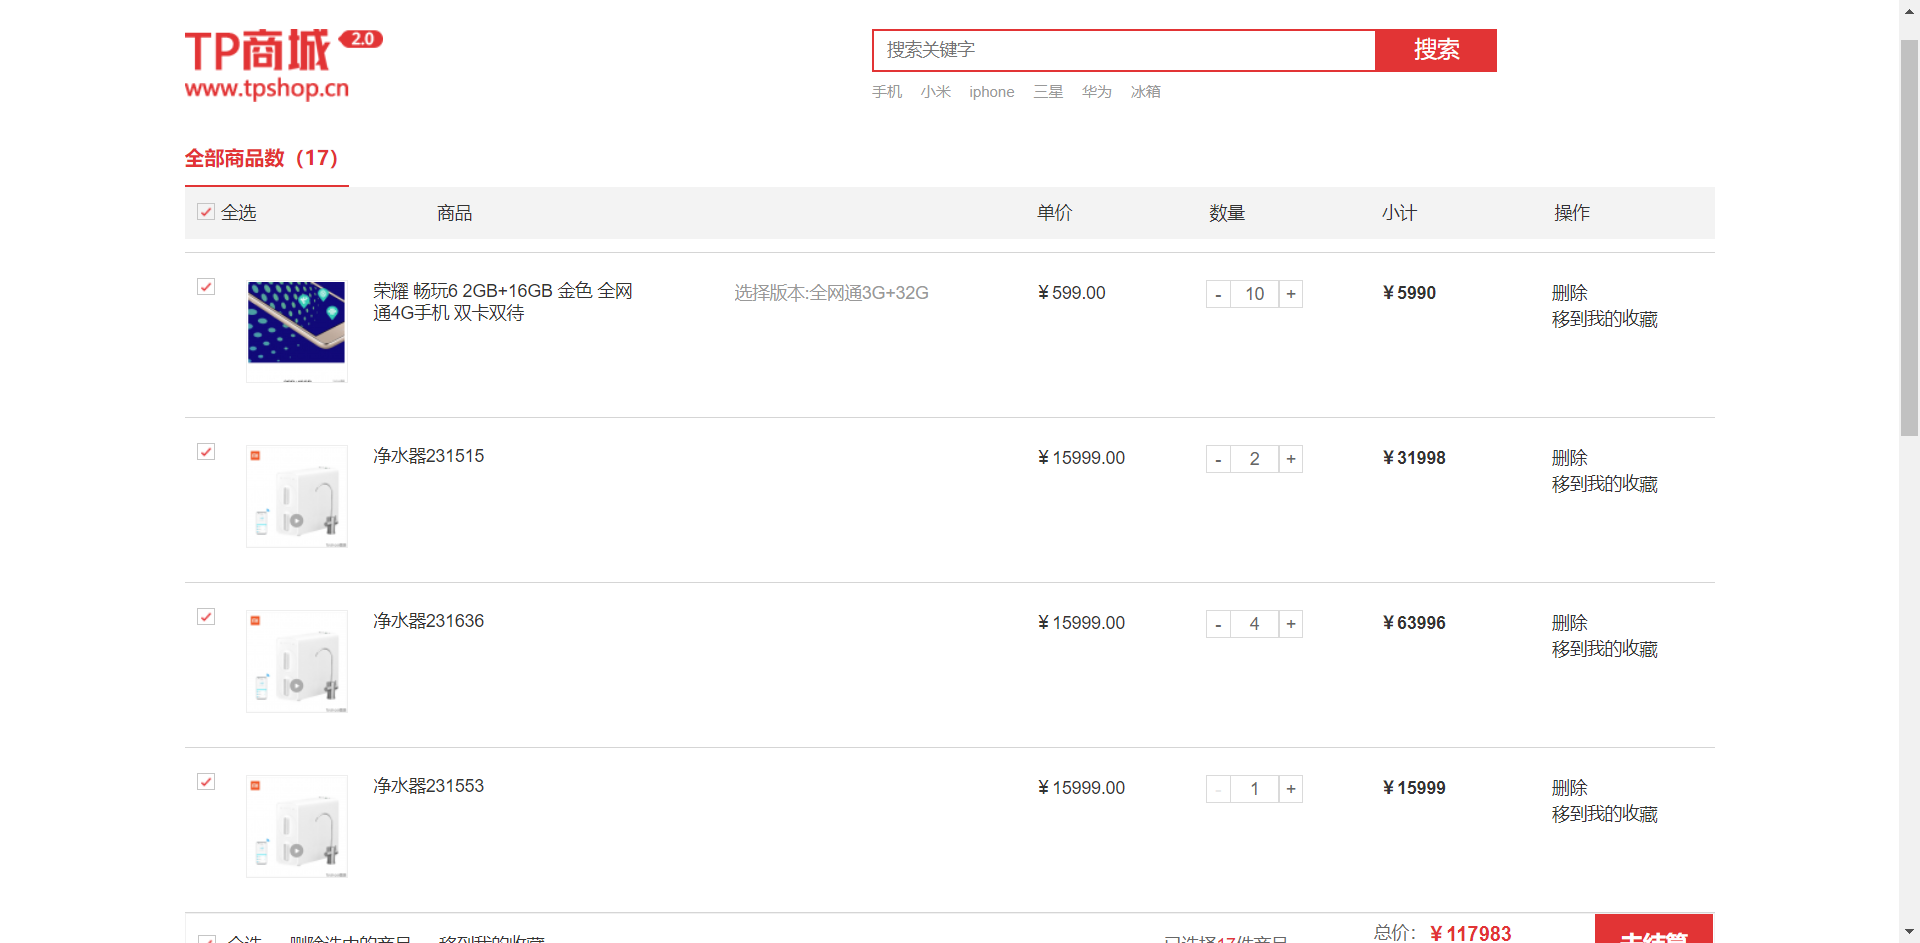 TP商城 2.0
www.tpshop.cn
搜索关键字 搜索
手机 小米 iphone 三星 华为 冰箱
全部商品数（17）
全选 商品 单价 数量 小计 操作
荣耀 畅玩6 2GB+16GB 金色 全网 选择版本:全网通3G+32G ¥599.00 - 10 + ¥5990 删除
通4G手机 双卡双待 移到我的收藏
净水器231515 ¥15999.00 - 2 + ¥31998 删除
移到我的收藏
净水器231636 ¥15999.00 - 4 + ¥63996 删除
移到我的收藏
净水器231553 ¥15999.00 - 1 + ¥15999 删除
移到我的收藏
全选 删除选中的商品 移到我的收藏 已选择17件商品 总价： ¥117983 去结算